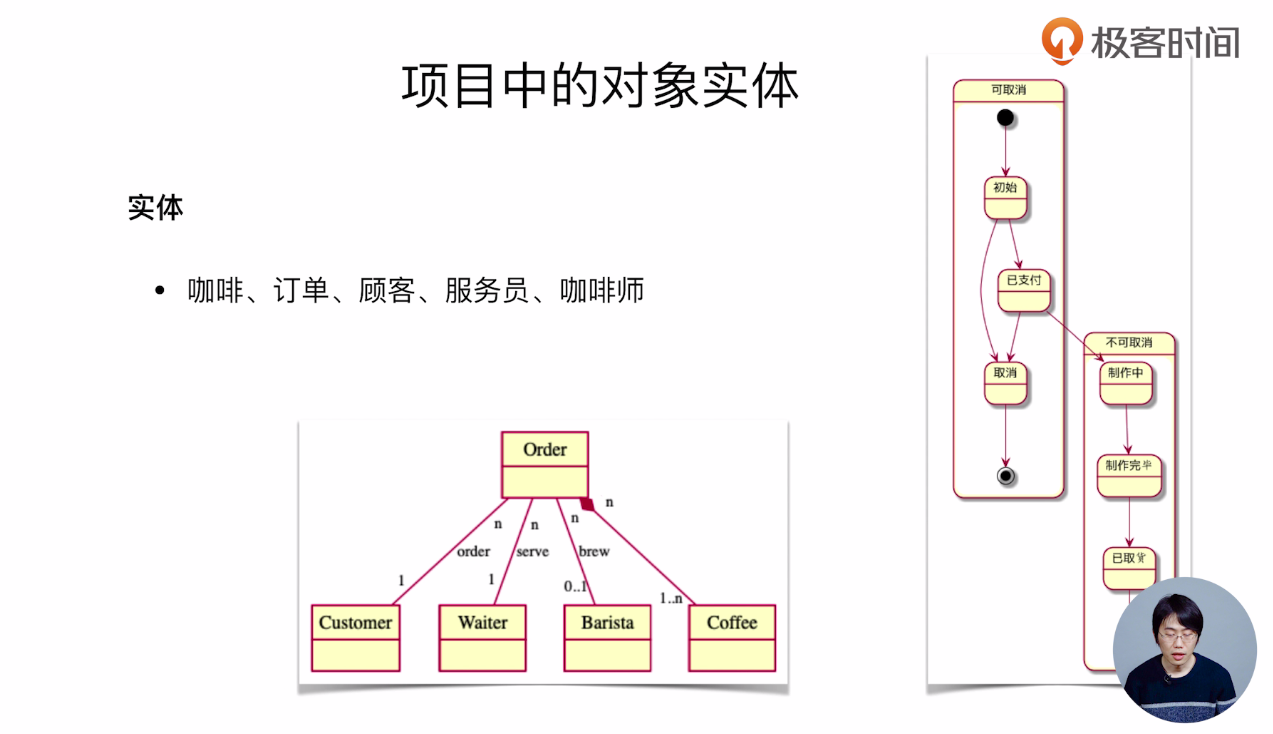 极客时间
项目中的对象实体
实体
• 咖啡、订单、顾客、服务员、咖啡师
Order
n
n
n
n
order
serve
brew
1
1
0..1
1..n
Customer
Waiter
Barista
Coffee
可取消
初始
已支付
取消
不可取消
制作中
制作完毕
已取货